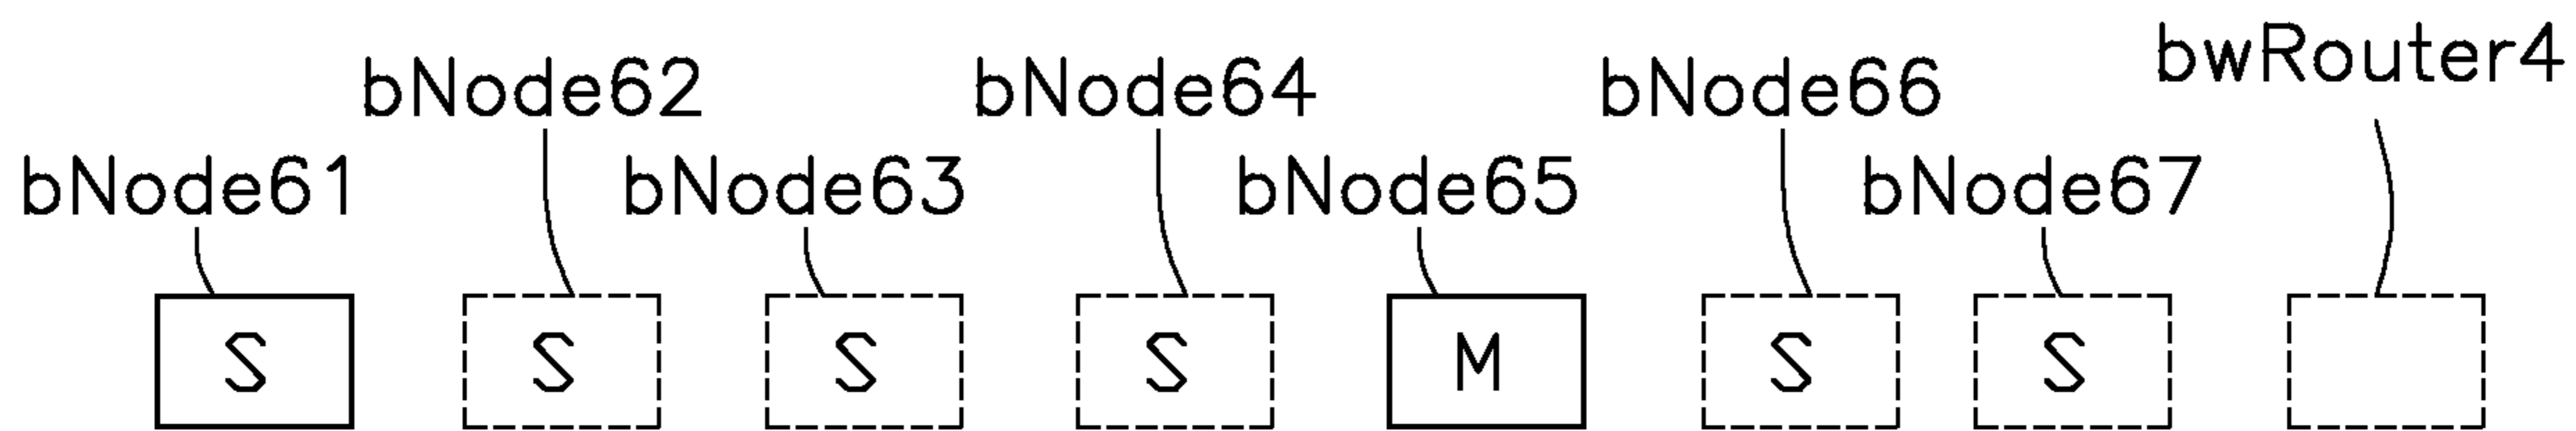 bwRouter4
bNode62 bNode64 bNode66
bNode61 bNode63 bNode65 bNode67
S S S S M S S